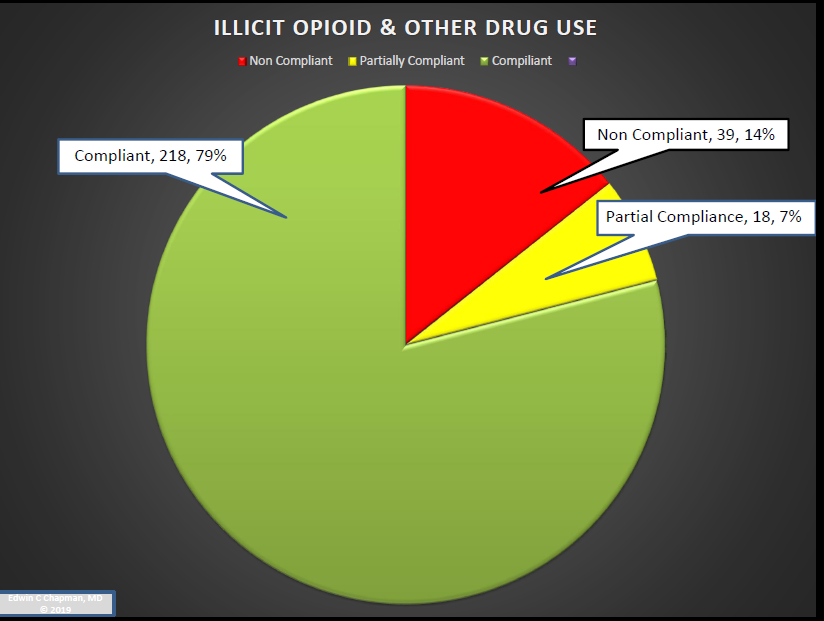 ILLICIT OPIOID & OTHER DRUG USE
Non Compliant Partially Compliant Compiliant
Non Compliant, 39, 14%
Compliant, 218, 79%
Partial Compliance, 18, 7%
Edwin C Chapman, MD
© 2019